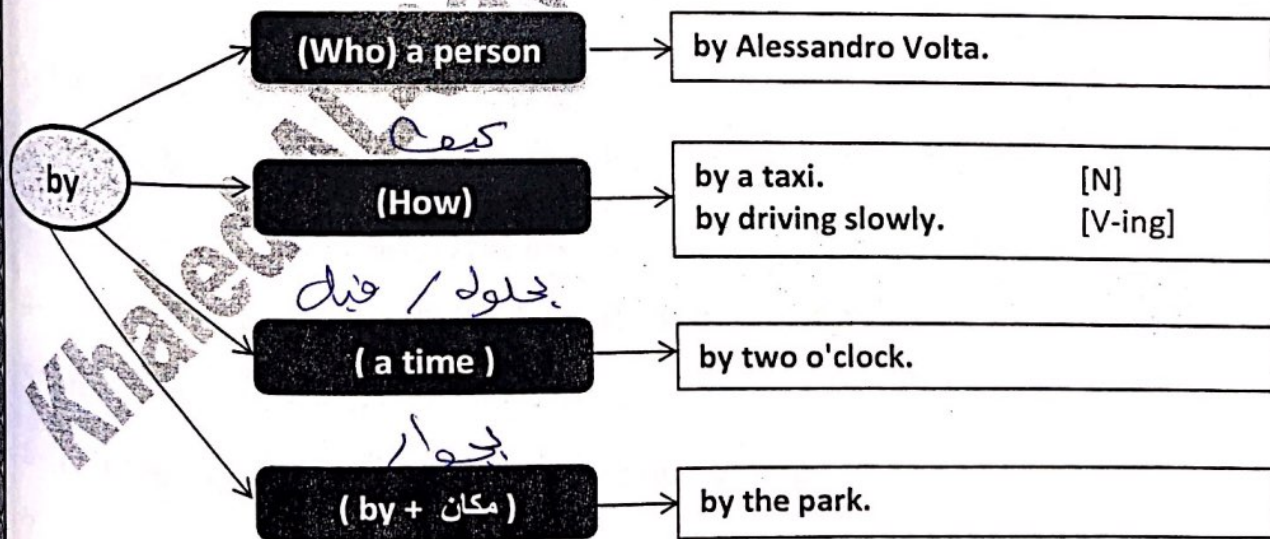 (Who) a person by Alessandro Volta.
كيف
by
(How)
by a taxi. [N]
by driving slowly. [V-ing]
بحلول / قبل
( a time ) by two o'clock.
بجوار
( by + مكان ) by the park.
Khaled